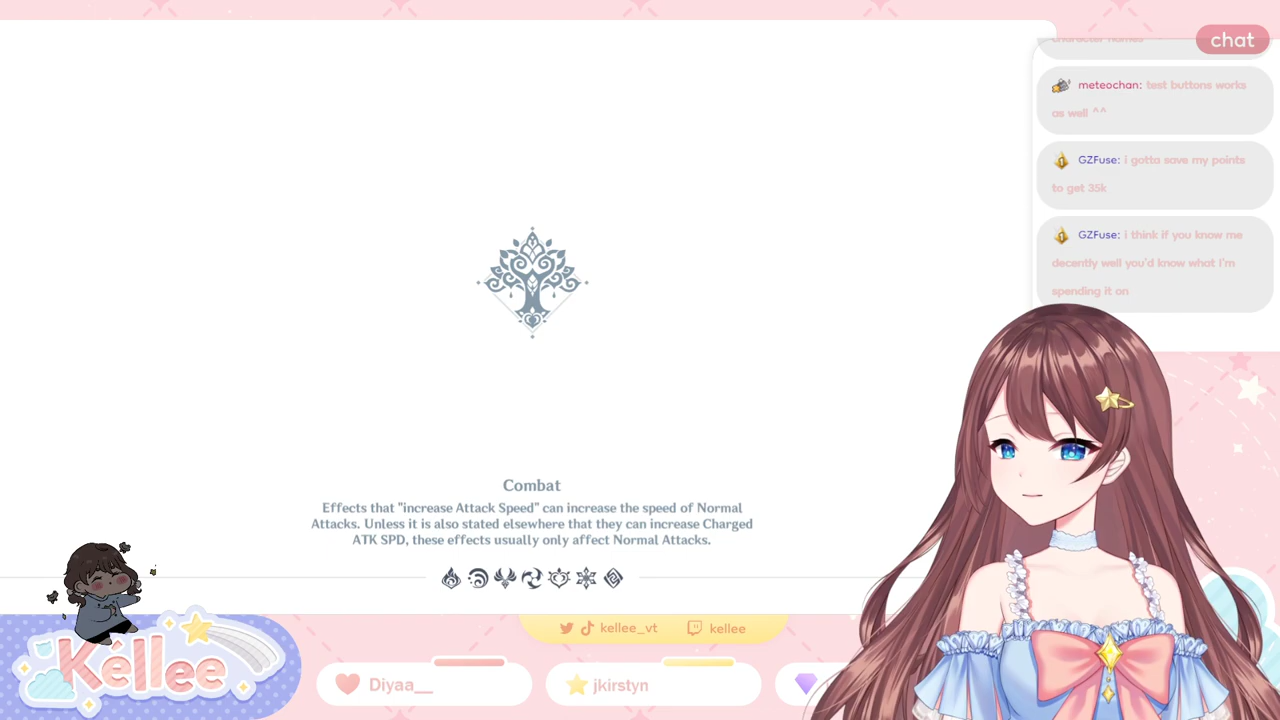 chat
character names
meteochan: test buttons works
as well ^^
GZFuse: i gotta save my points
to get 35k
GZFuse: i think if you know me
decently well you'd know what I'm
spending it on
Combat
Effects that "increase Attack Speed" can increase the speed of Normal
Attacks. Unless it is also stated elsewhere that they can increase Charged
ATK SPD, these effects usually only affect Normal Attacks.
kellee_vt
kellee
Kéllee
Diyaa__
jkirstyn